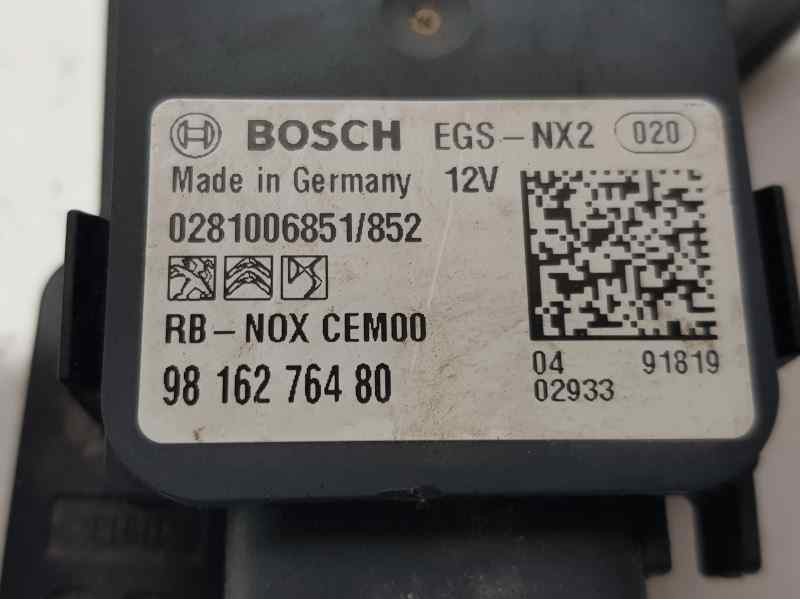 BOSCH EGS-NX2 020
Made in Germany 12V
0281006851/852
DS
RB-NOX CEM00
98 162 764 80
04 91819
02933